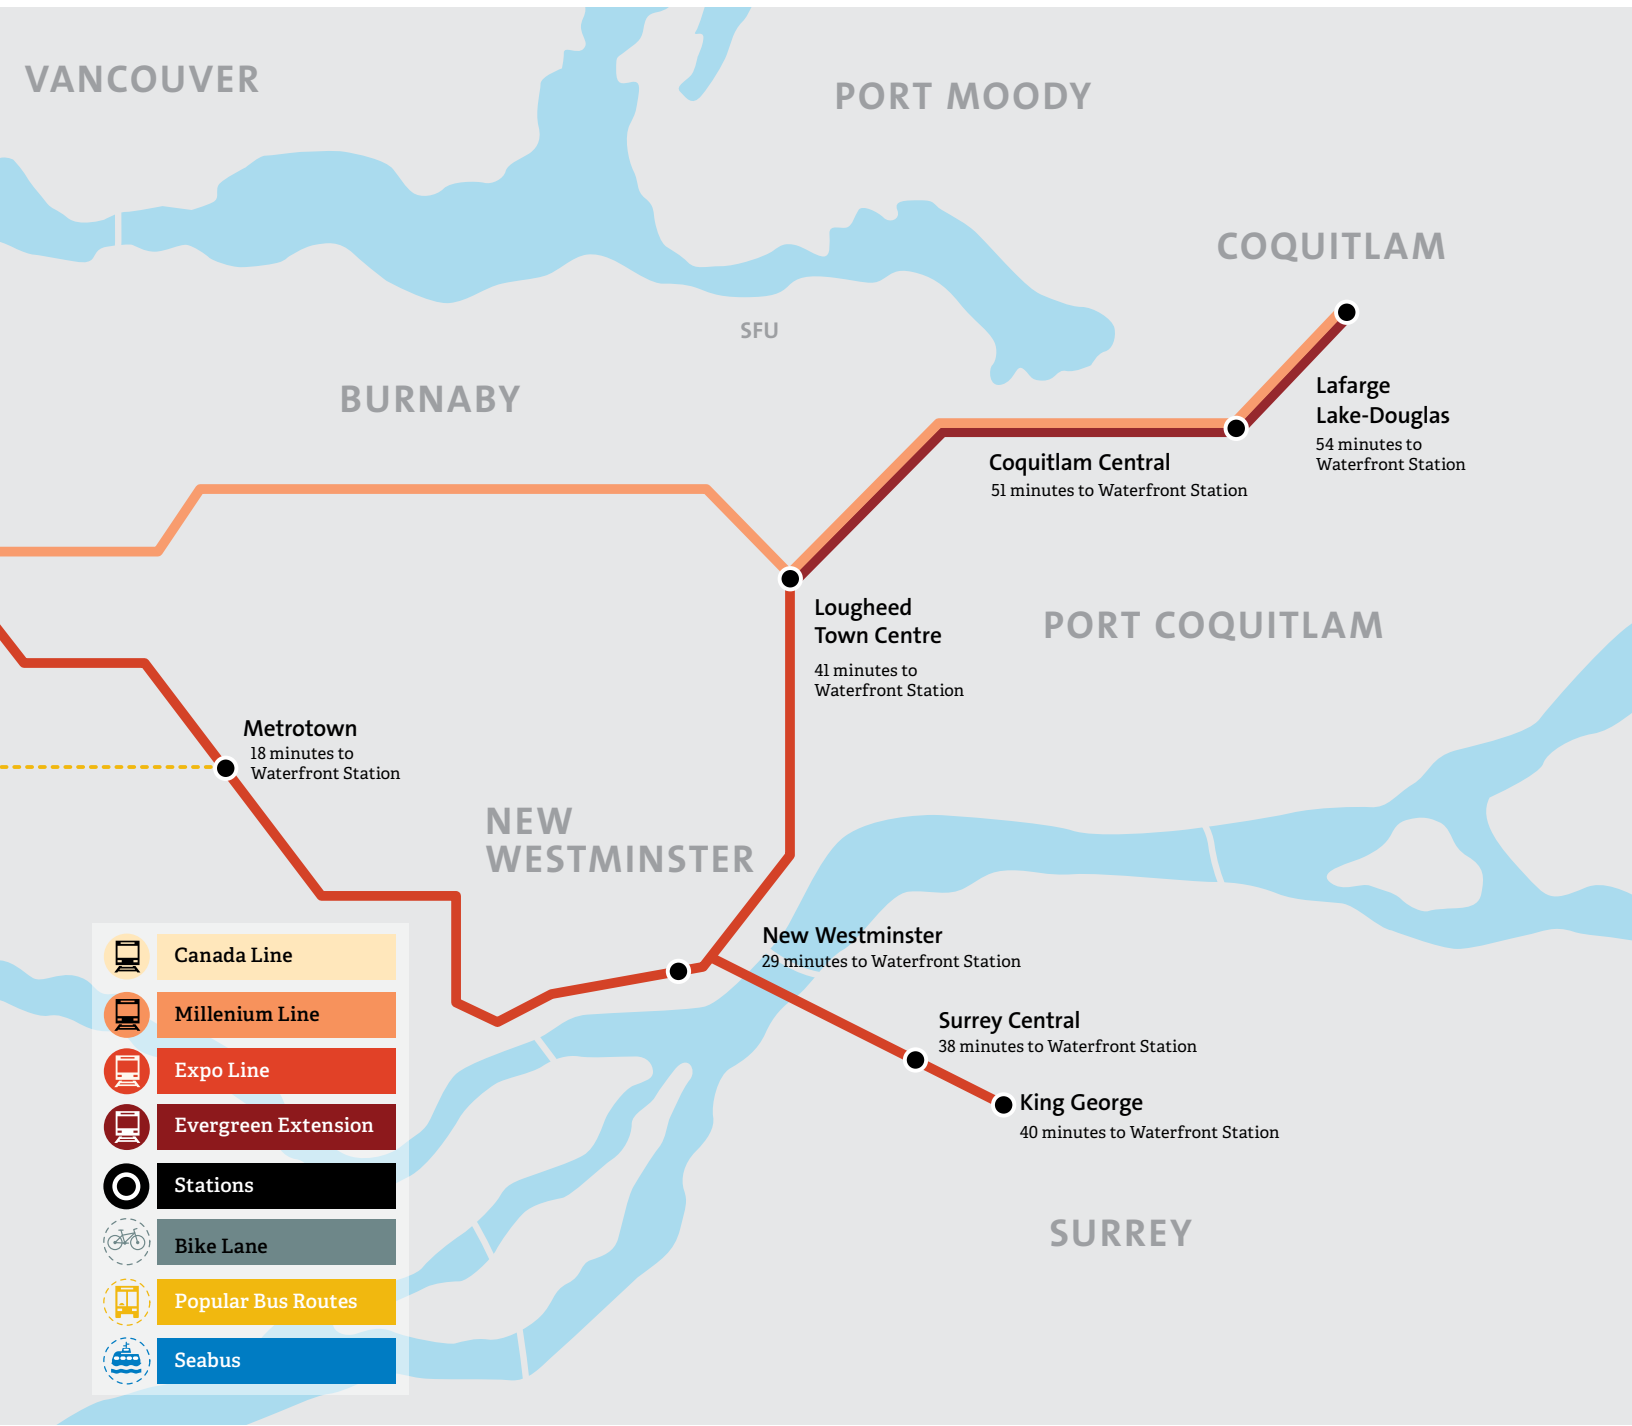 VANCOUVER
PORT MOODY
COQUITLAM
SFU
BURNABY
Lafarge
Lake-Douglas
54 minutes to
Waterfront Station
Coquitlam Central
51 minutes to Waterfront Station
Lougheed
Town Centre
41 minutes to
Waterfront Station
PORT COQUITLAM
Metrotown
18 minutes to
Waterfront Station
NEW
WESTMINSTER
New Westminster
29 minutes to Waterfront Station
Surrey Central
38 minutes to Waterfront Station
King George
40 minutes to Waterfront Station
SURREY
Canada Line
Millenium Line
Expo Line
Evergreen Extension
Stations
Bike Lane
Popular Bus Routes
Seabus